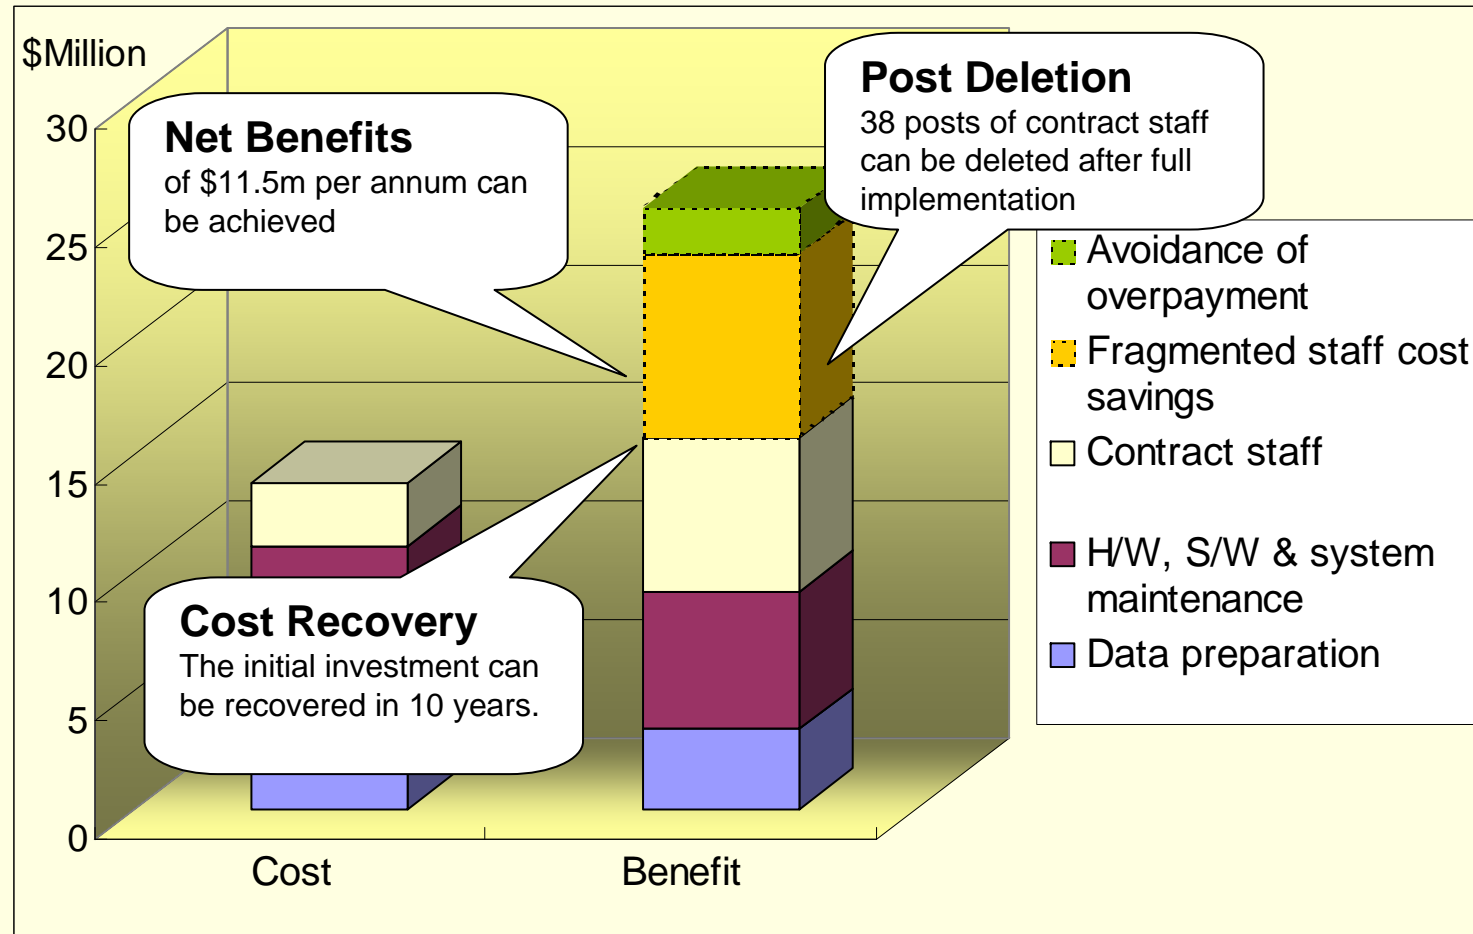 $Million
30
25
20
15
10
5
0
Net Benefits
of $11.5m per annum can
be achieved
Post Deletion
38 posts of contract staff
can be deleted after full
implementation
Cost Recovery
The initial investment can
be recovered in 10 years.
Cost
Benefit
Avoidance of
overpayment
Fragmented staff cost
savings
Contract staff
H/W, S/W & system
maintenance
Data preparation